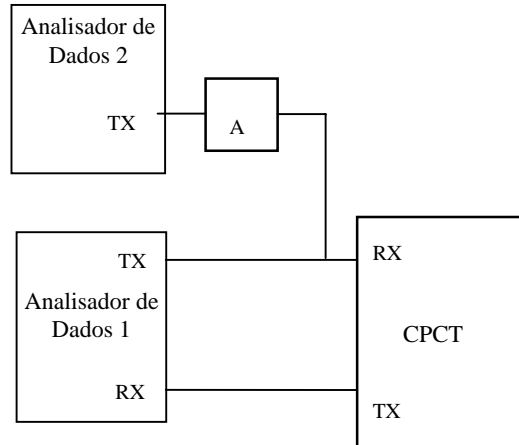 Analisador de
Dados 2
TX
A
TX
RX
Analisador de
Dados 1
CPCT
RX
TX